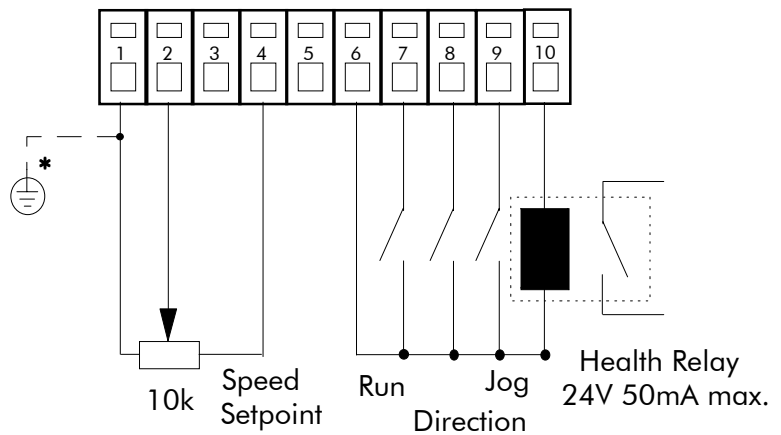 1 2 3 4 5 6 7 8 9 10
*
10k
Speed
Setpoint
Run
Jog
Direction
Health Relay
24V 50mA max.